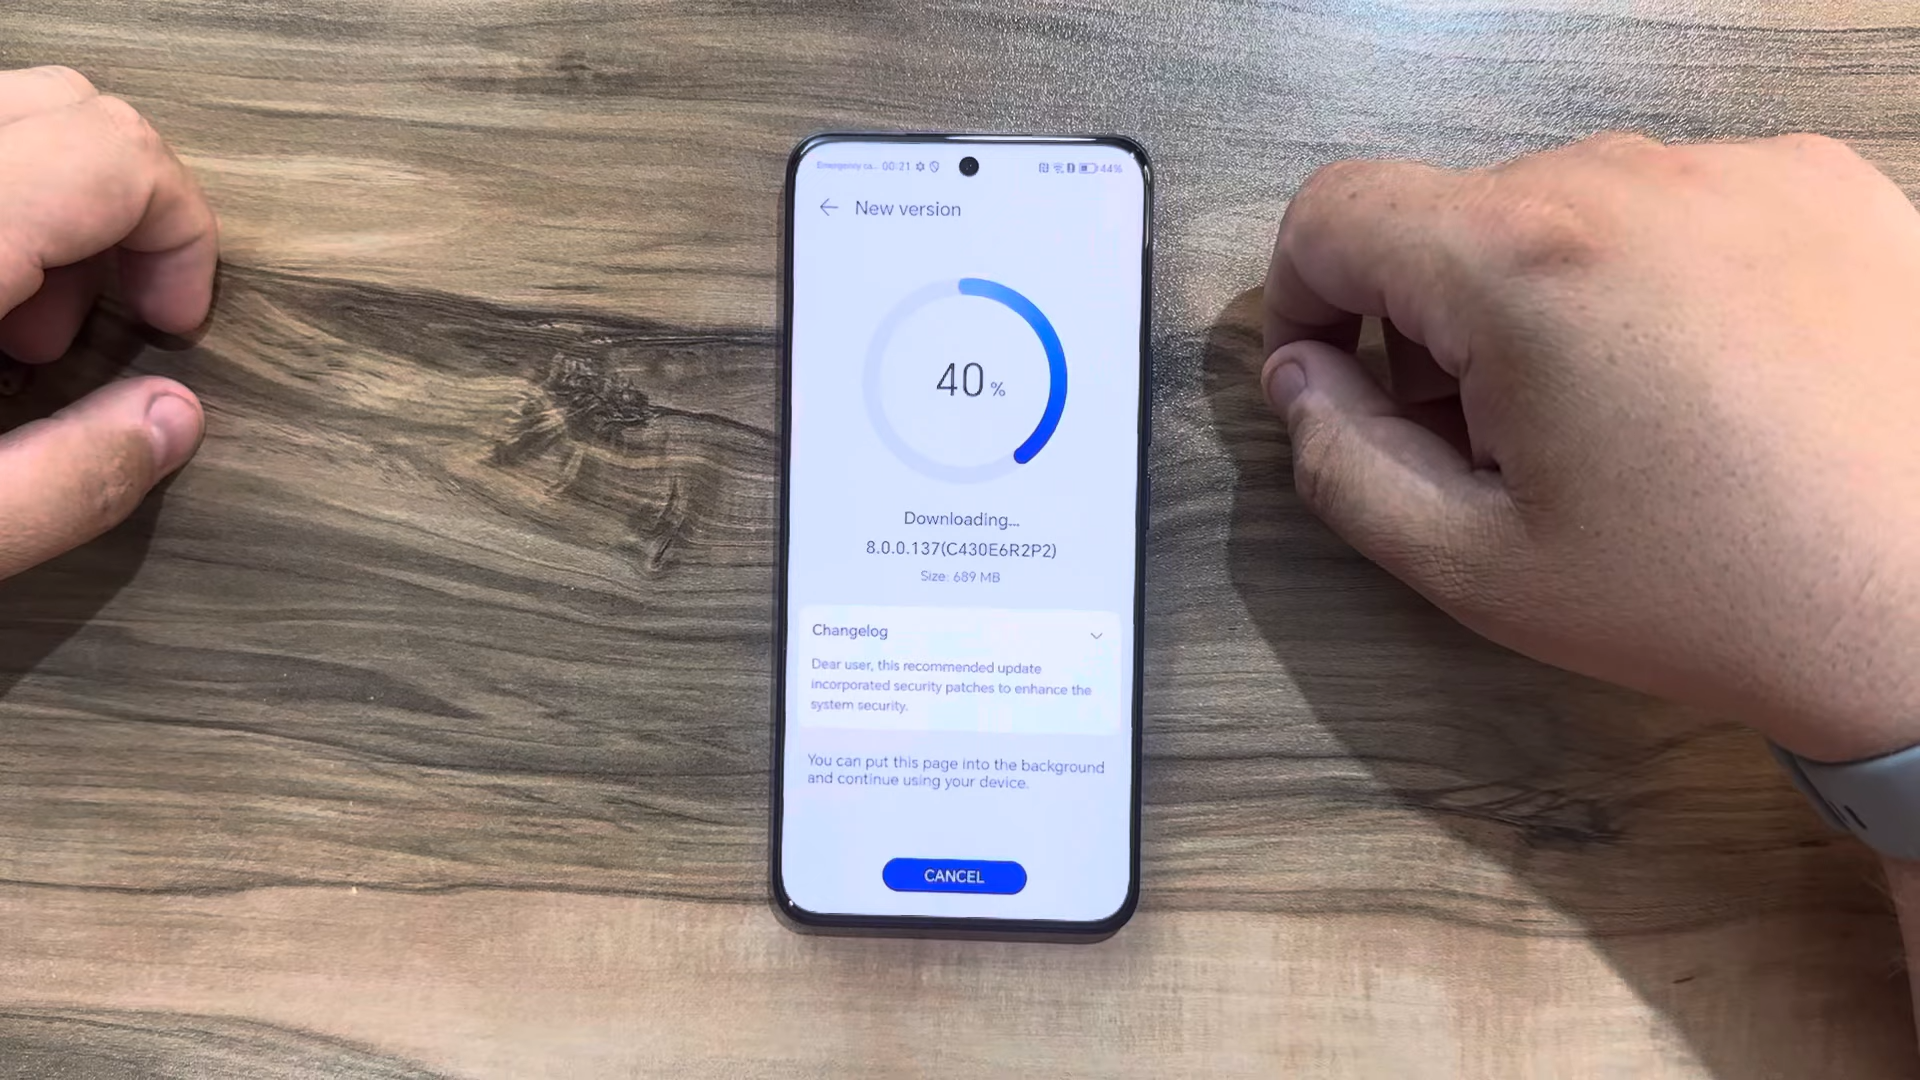 Emergency ca... 00:21
44%
New version
40 %
Downloading...
8.0.0.137(C430E6R2P2)
Size: 689 MB
Changelog
Dear user, this recommended update
incorporated security patches to enhance the
system security.
You can put this page into the background
and continue using your device.
CANCEL